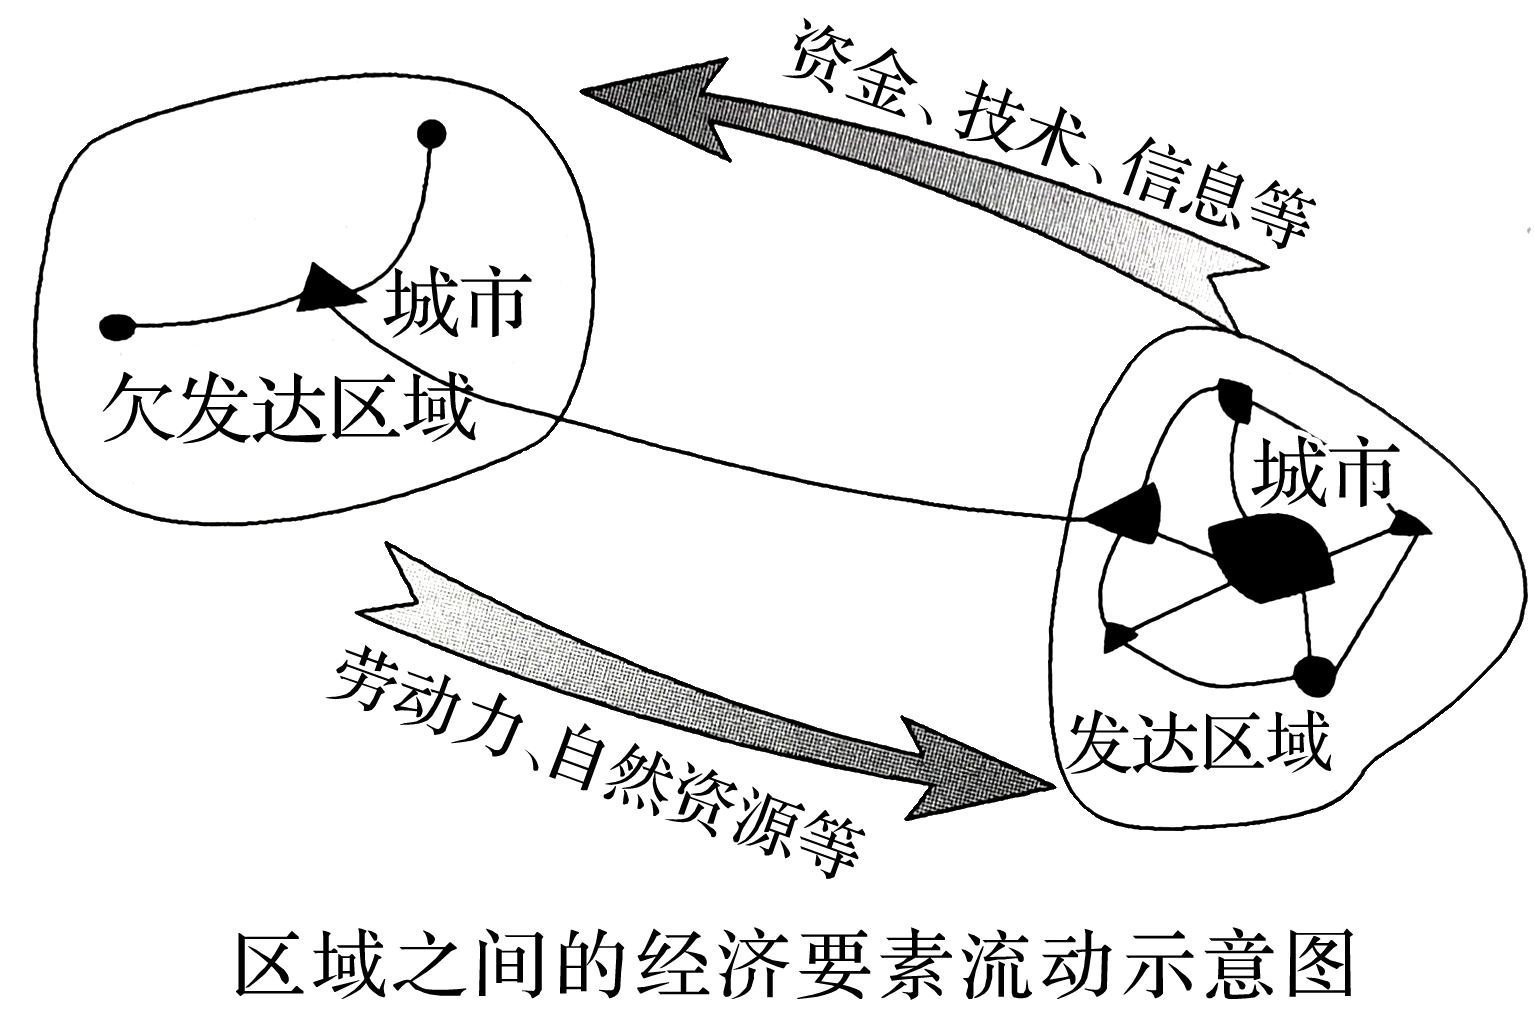 资金、技术、信息等
城市
欠发达区域
城市
劳动力、自然资源等
发达区域
区域之间的经济要素流动示意图